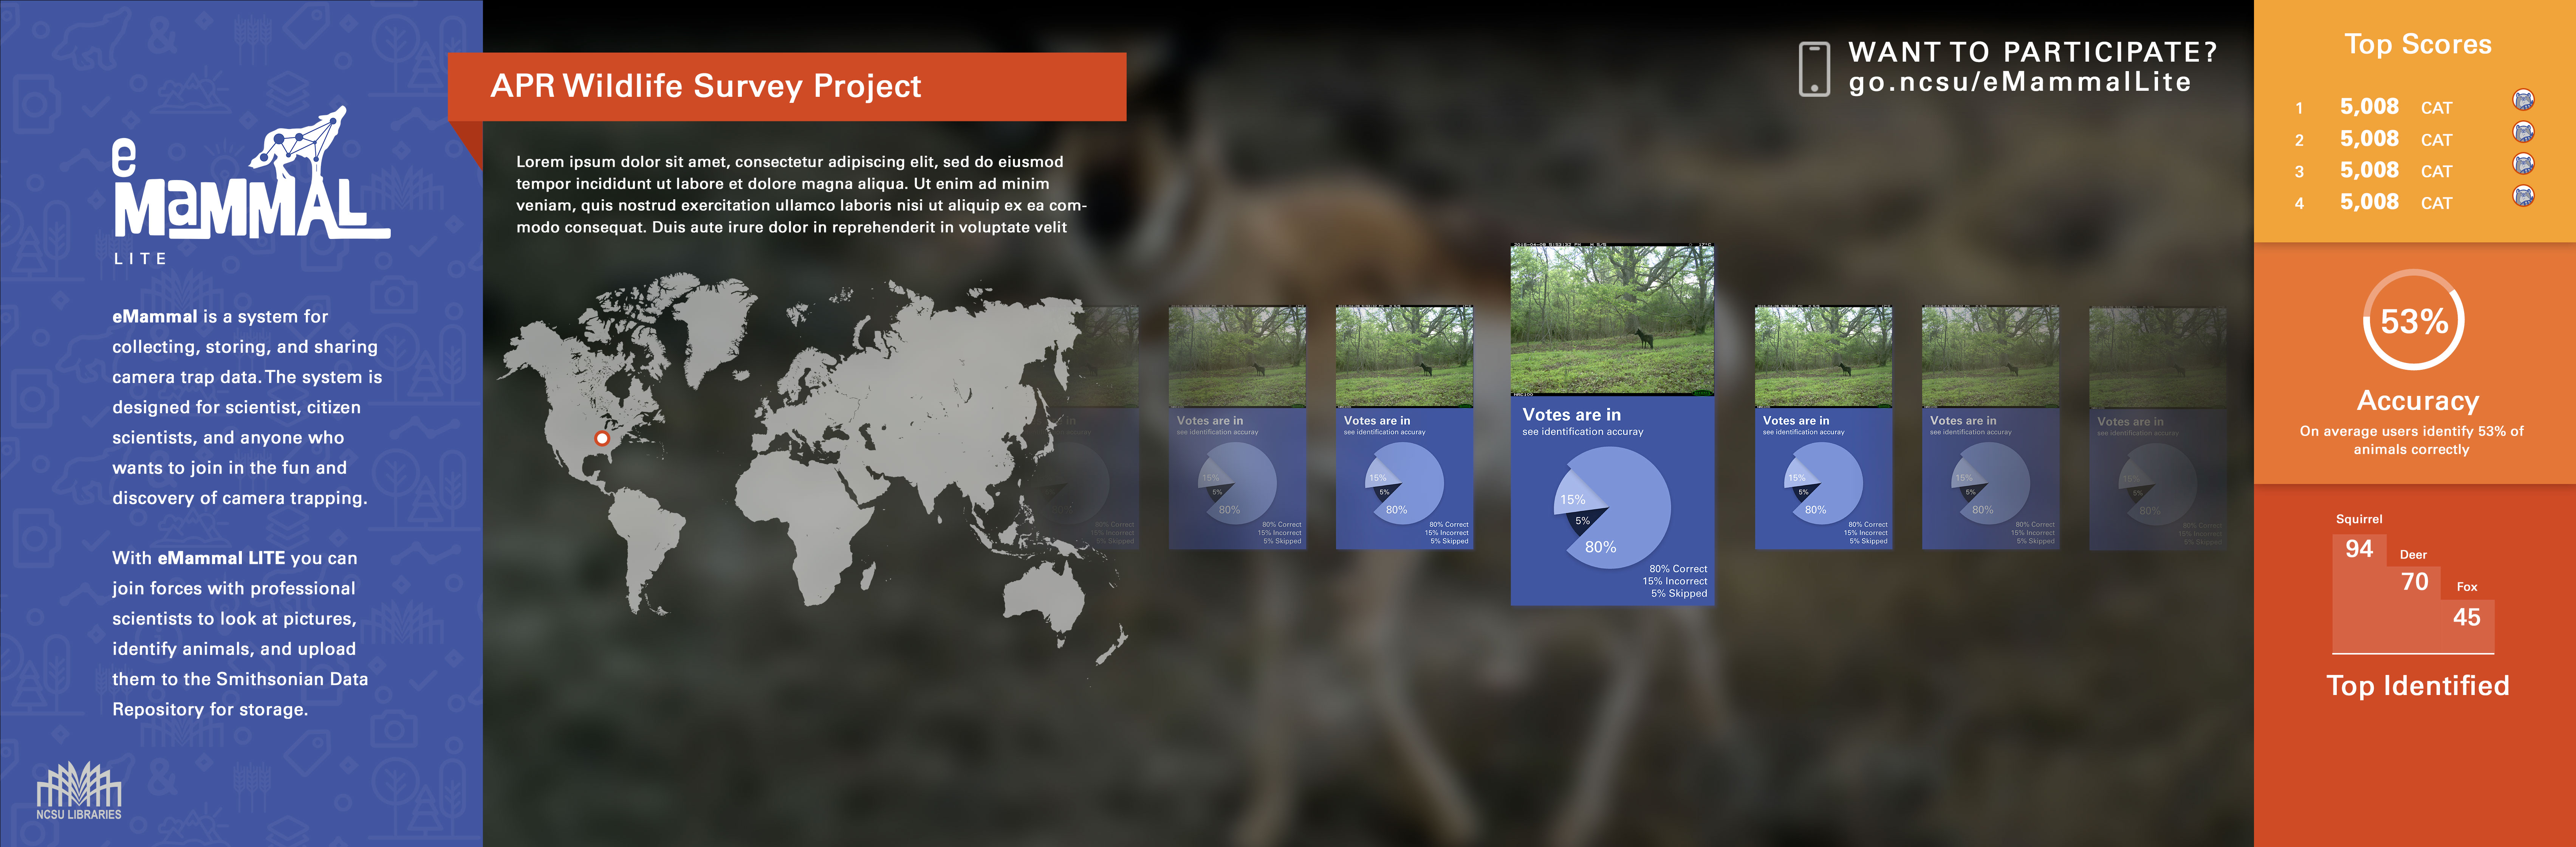 e
MaMMAL
LITE
eMammal is a system for
collecting, storing, and sharing
camera trap data. The system is
designed for scientist, citizen
scientists, and anyone who
wants to join in the fun and
discovery of camera trapping.
With eMammal LITE you can
join forces with professional
scientists to look at pictures,
identify animals, and upload
them to the Smithsonian Data
Repository for storage.
NCSU LIBRARIES
APR Wildlife Survey Project
Lorem ipsum dolor sit amet, consectetur adipiscing elit, sed do eiusmod
tempor incididunt ut labore et dolore magna aliqua. Ut enim ad minim
veniam, quis nostrud exercitation ullamco laboris nisi ut aliquip ex ea com-
modo consequat. Duis aute irure dolor in reprehenderit in voluptate velit
WANT TO PARTICIPATE?
go.ncsu/eMammalLite
in
80% Correct
15% Incorrect
5% Skipped
Votes are in
see identification accuray
15%
5%
80%
80% Correct
15% Incorrect
5% Skipped
Votes are in
see identification accuray
15%
5%
80%
80% Correct
15% Incorrect
5% Skipped
Votes are in
see identification accuray
15%
5%
80%
80% Correct
15% Incorrect
5% Skipped
Votes are in
see identification accuray
15%
5%
80%
80% Correct
15% Incorrect
5% Skipped
Votes are in
see identification accuray
15%
5%
80%
80% Correct
15% Incorrect
5% Skipped
Votes are in
see identification accuray
15%
5%
80%
80% Correct
15% Incorrect
5% Skipped
Top Scores
1 5,008 CAT
2 5,008 CAT
3 5,008 CAT
4 5,008 CAT
53%
Accuracy
On average users identify 53% of
animals correctly
Squirrel
94
Deer
70
Fox
45
Top Identified